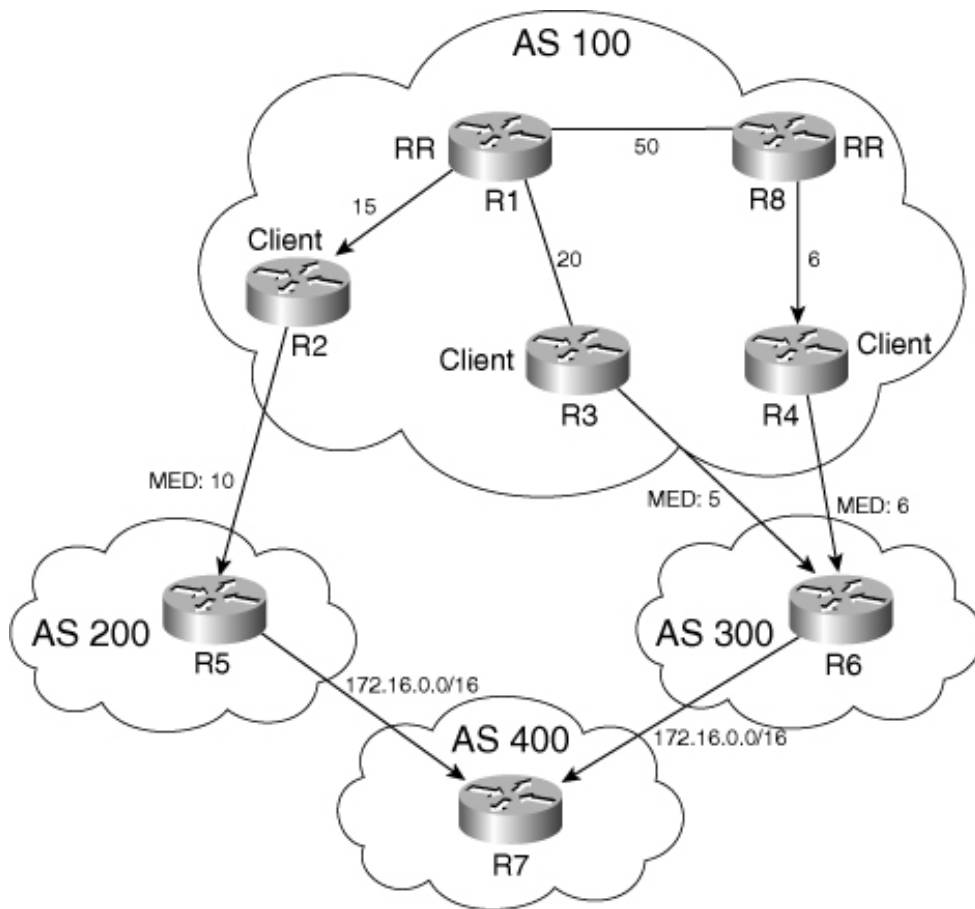 AS 100
RR
R1
50
RR
R8
15
20
6
Client
R2
Client
R3
Client
R4
MED: 10
MED: 5
MED: 6
AS 200
R5
AS 300
R6
172.16.0.0/16
172.16.0.0/16
AS 400
R7